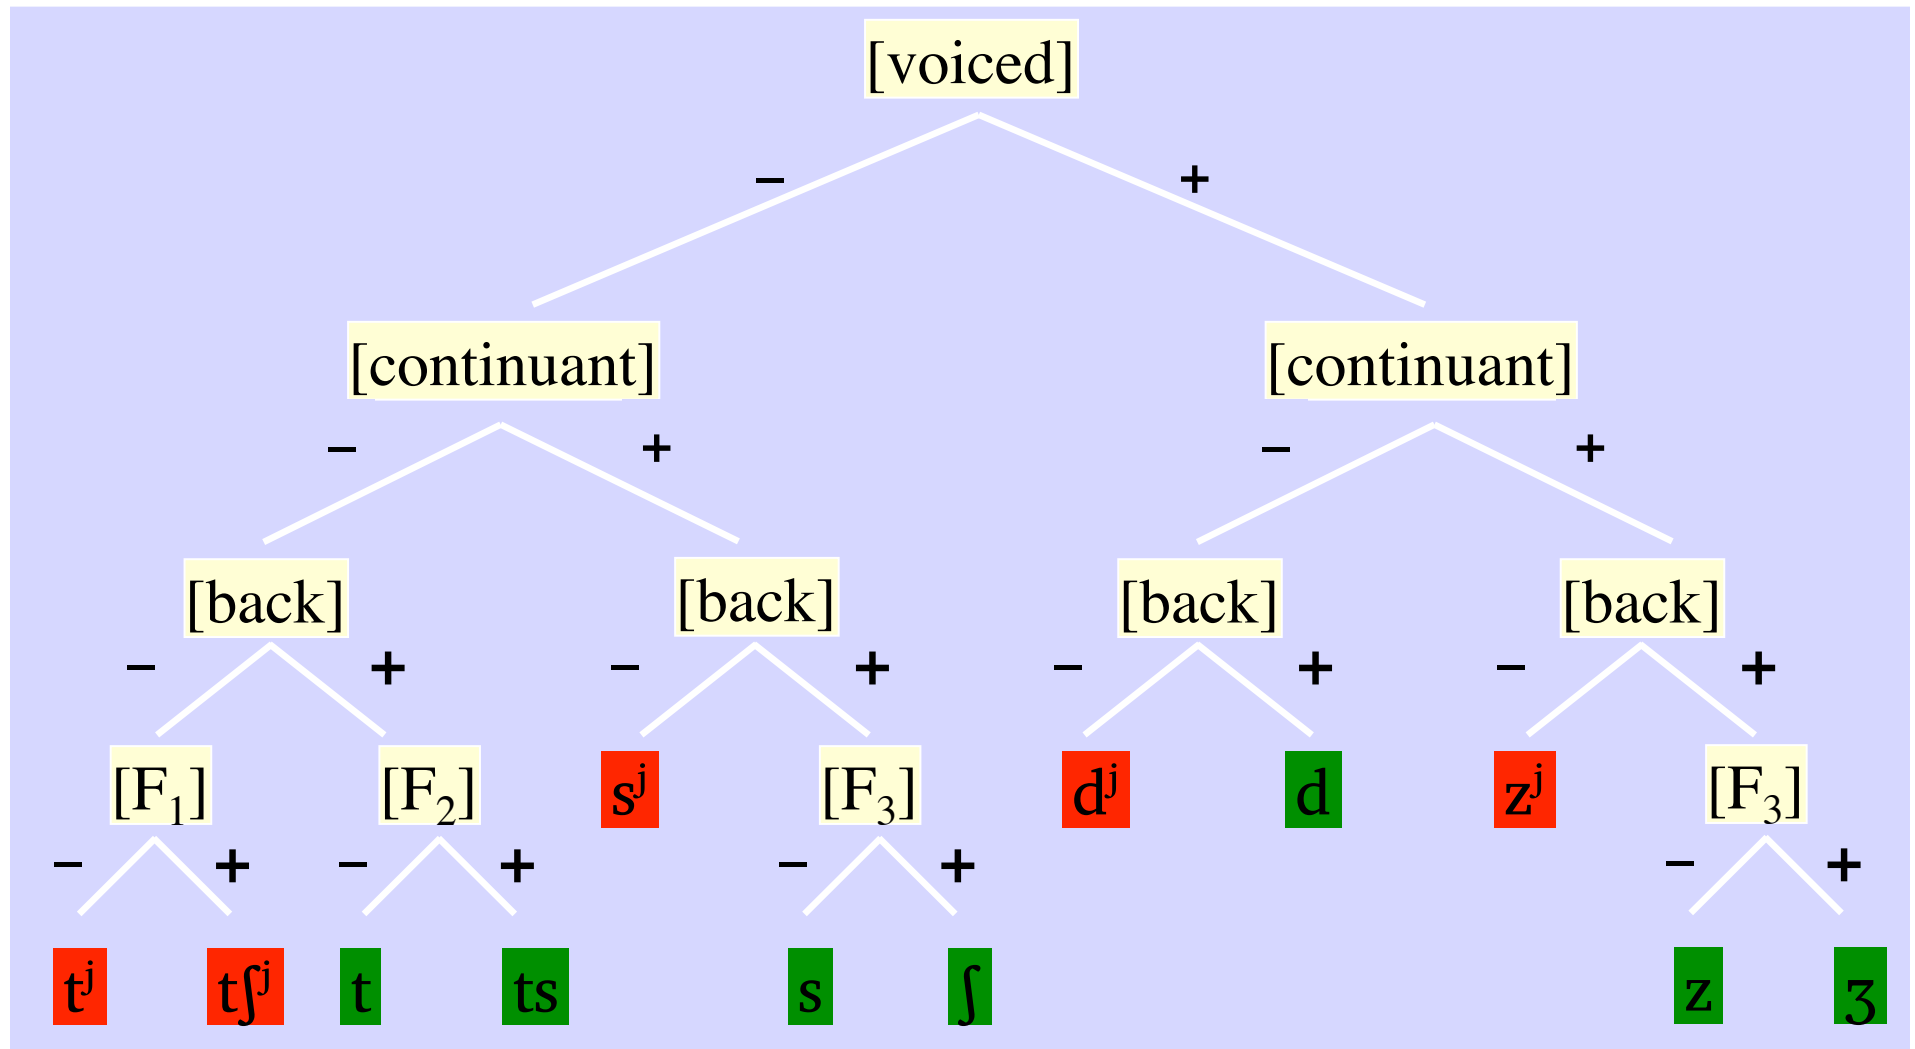 [voiced]
– +
[continuant] [continuant]
– + – +
[back] [back] [back] [back]
– + – + – + – +
[F₁] [F₂] sʲ [F₃] dʲ d zʲ [F₃]
– + – + – + – +
tʲ tʃʲ t ts s ʃ z ʒ